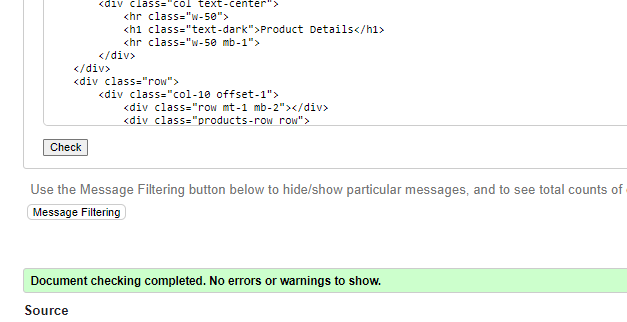 <div class="col text-center">
<hr class="w-50">
<h1 class="text-dark">Product Details</h1>
<hr class="w-50 mb-1">
</div>
</div>
<div class="row">
<div class="col-10 offset-1">
<div class="row mt-1 mb-2"></div>
<div class="products-row row">
Check
Use the Message Filtering button below to hide/show particular messages, and to see total counts of
Message Filtering
Document checking completed. No errors or warnings to show.
Source